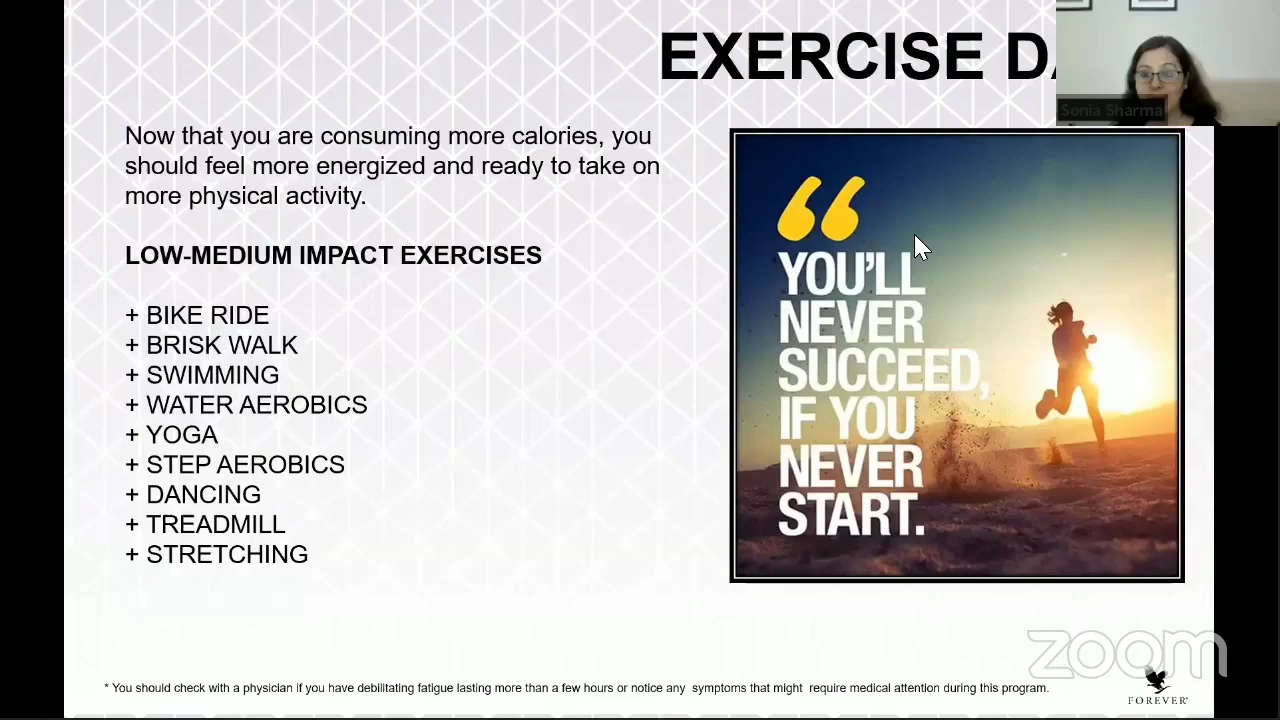 EXERCISE
Sonia Sharma
Now that you are consuming more calories, you
should feel more energized and ready to take on
more physical activity.
LOW-MEDIUM IMPACT EXERCISES
+ BIKE RIDE
+ BRISK WALK
+ SWIMMING
+ WATER AEROBICS
+ YOGA
+ STEP AEROBICS
+ DANCING
+ TREADMILL
+ STRETCHING
“
YOU’LL
NEVER
SUCCEED,
IF YOU
NEVER
START.
zoom
* You should check with a physician if you have debilitating fatigue lasting more than a few hours or notice any symptoms that might require medical attention during this program.
FOREVER